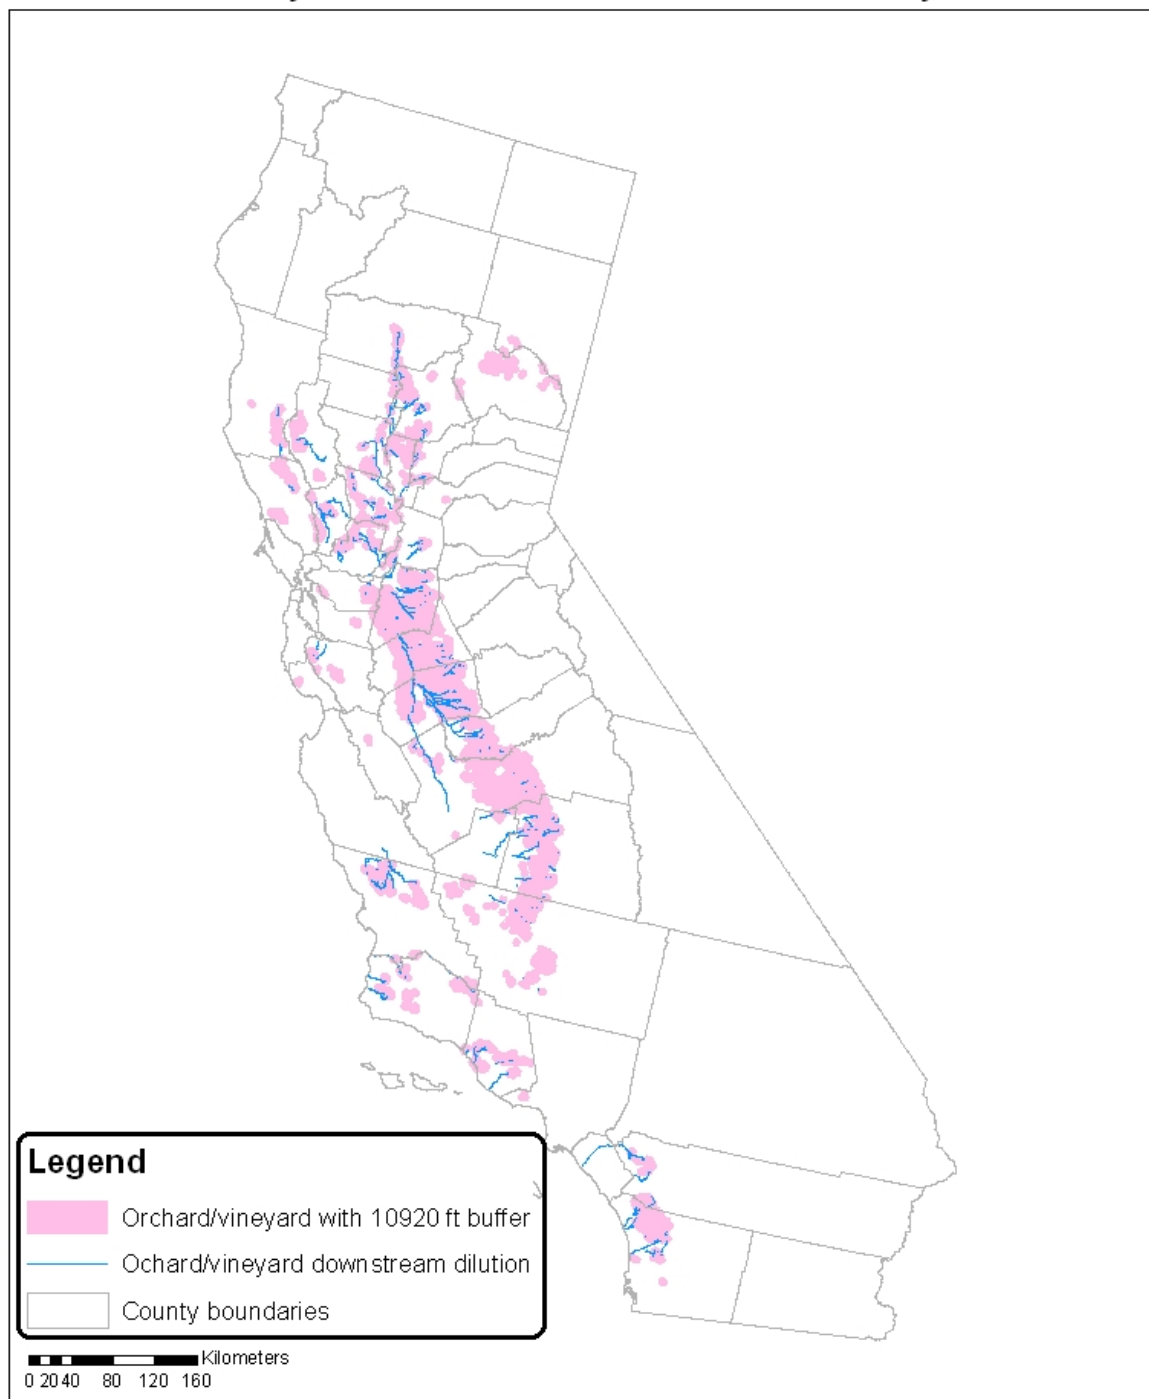 Legend
Orchard/vineyard with 10920 ft buffer
Ochard/vineyard downstream dilution
County boundaries
Kilometers
0 20 40 80 120 160